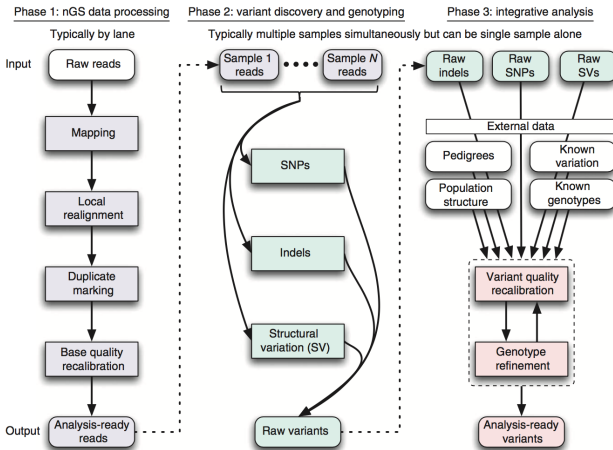 Phase 1: nGS data processing
Typically by lane
Input
Raw reads
Mapping
Local
realignment
Duplicate
marking
Base quality
recalibration
Output
Analysis-ready
reads
Phase 2: variant discovery and genotyping
Typically multiple samples simultaneously but can be single sample alone
Sample 1
reads
Sample N
reads
SNPs
Indels
Structural
variation (SV)
Raw variants
Phase 3: integrative analysis
Raw
indels
Raw
SNPs
Raw
SVs
External data
Pedigrees
Known
variation
Population
structure
Known
genotypes
Variant quality
recalibration
Genotype
refinement
Analysis-ready
variants